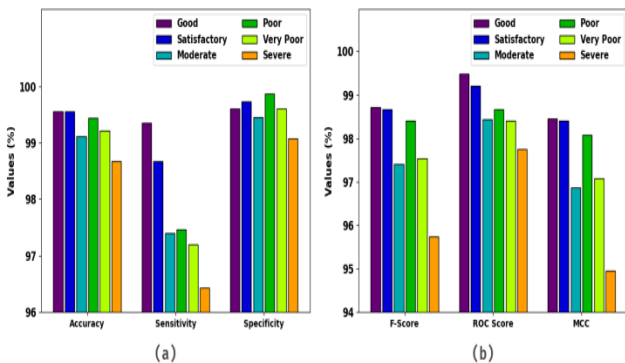 Good
Satisfactory
Moderate
Poor
Very Poor
Severe
Values (%)
100
99
98
97
96
Accuracy
Sensitivity
Specificity
(a)
Good
Satisfactory
Moderate
Poor
Very Poor
Severe
Values (%)
100
99
98
97
96
95
94
F-Score
ROC Score
MCC
(b)